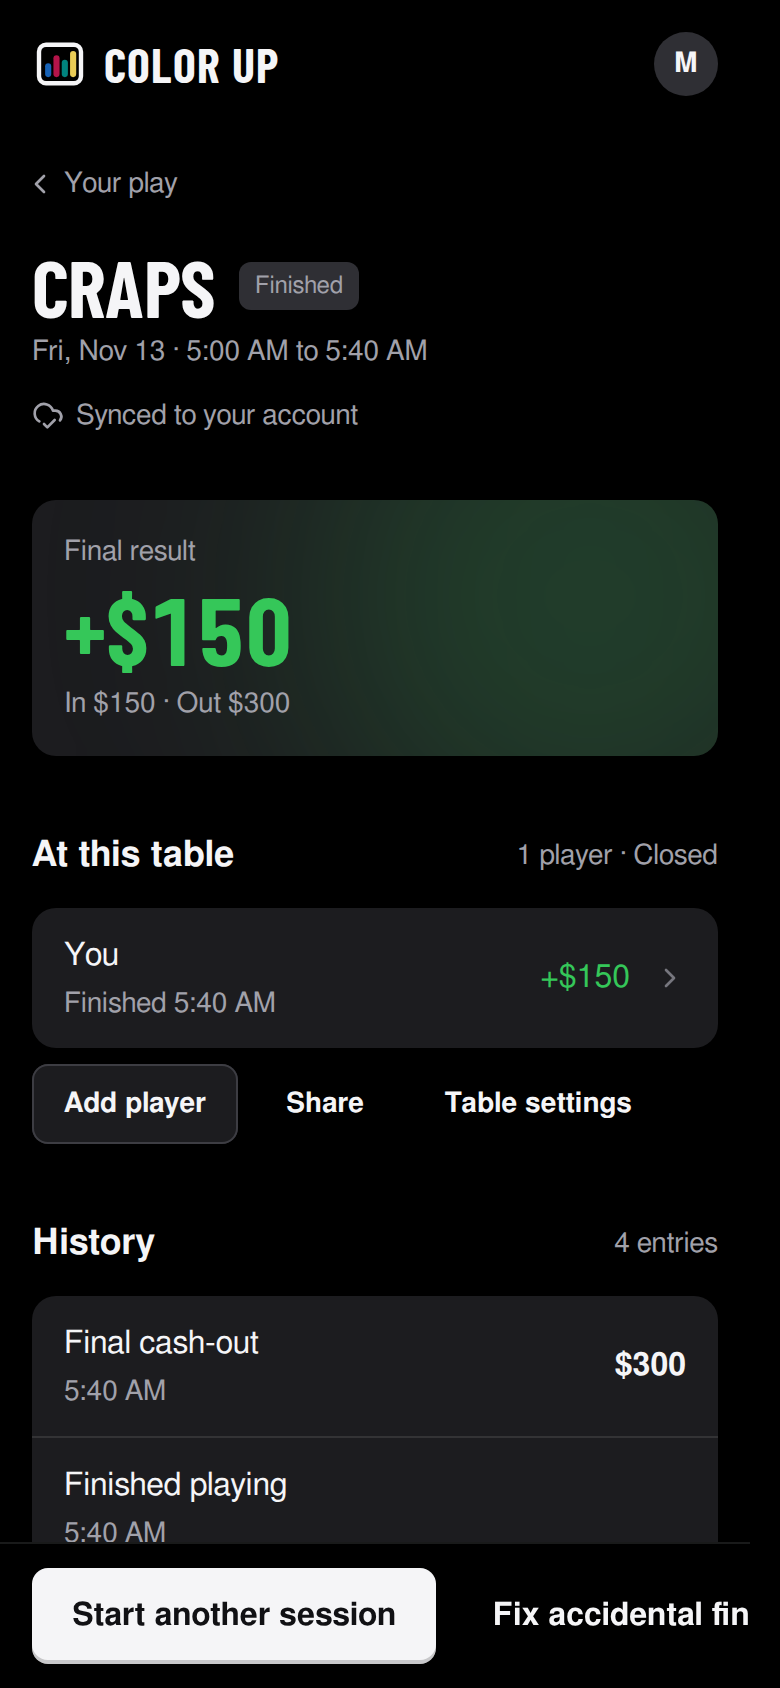 COLOR UP
M
Your play
CRAPS
Finished
Fri, Nov 13 · 5:00 AM to 5:40 AM
Synced to your account
Final result
+$150
In $150 · Out $300
At this table
1 player · Closed
You
+$150
Finished 5:40 AM
Add player
Share
Table settings
History
4 entries
Final cash-out
$300
5:40 AM
Finished playing
5:40 AM
Start another session
Fix accidental fin